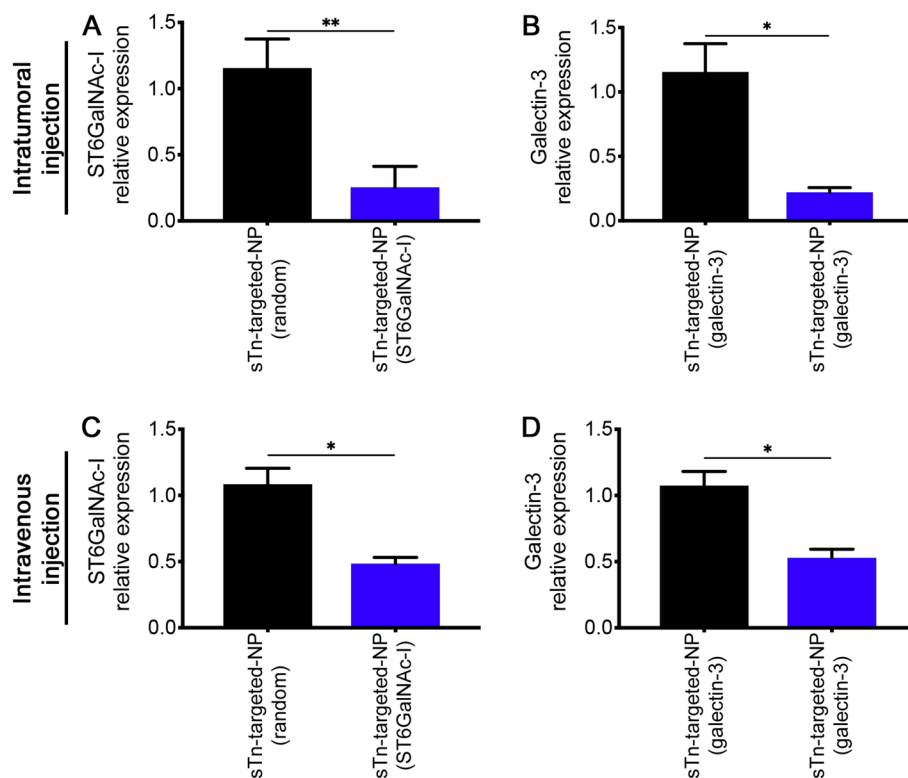 Intratumoral
injection
A
ST6GalNAc-I
relative expression
1.5
1.0
0.5
0.0
**
sTn-targeted-NP
(random)
sTn-targeted-NP
(ST6GalNAc-I)
B
Galectin-3
relative expression
1.5
1.0
0.5
0.0
*
sTn-targeted-NP
(galectin-3)
sTn-targeted-NP
(galectin-3)
Intravenous
injection
C
ST6GalNAc-I
relative expression
1.5
1.0
0.5
0.0
*
sTn-targeted-NP
(random)
sTn-targeted-NP
(ST6GalNAc-I)
D
Galectin-3
relative expression
1.5
1.0
0.5
0.0
*
sTn-targeted-NP
(galectin-3)
sTn-targeted-NP
(galectin-3)